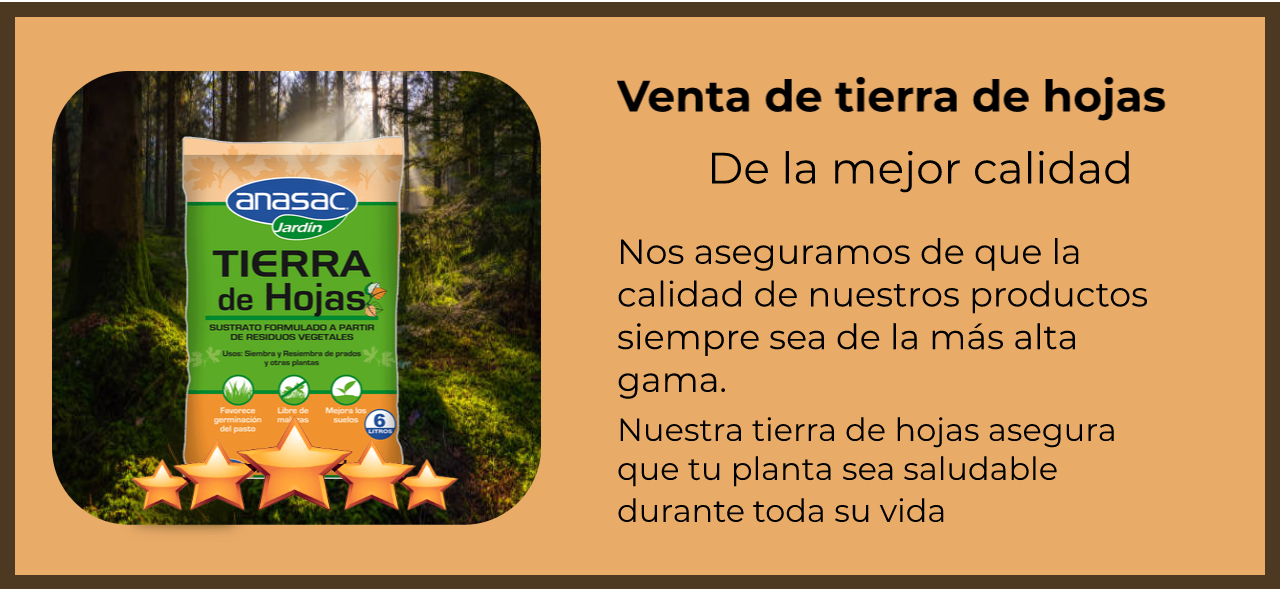 Venta de tierra de hojas
De la mejor calidad
Nos aseguramos de que la
calidad de nuestros productos
siempre sea de la más alta
gama.
Nuestra tierra de hojas asegura
que tu planta sea saludable
durante toda su vida
anasac
Jardín
TIERRA
de Hojas
SUSTRATO FORMULADO A PARTIR
DE RESIDUOS VEGETALES
Usos: Siembra y Resiembra de prados
y otras plantas
Favorece
germinación
del pasto
Libre de
Mejora los
suelos
6
LITROS